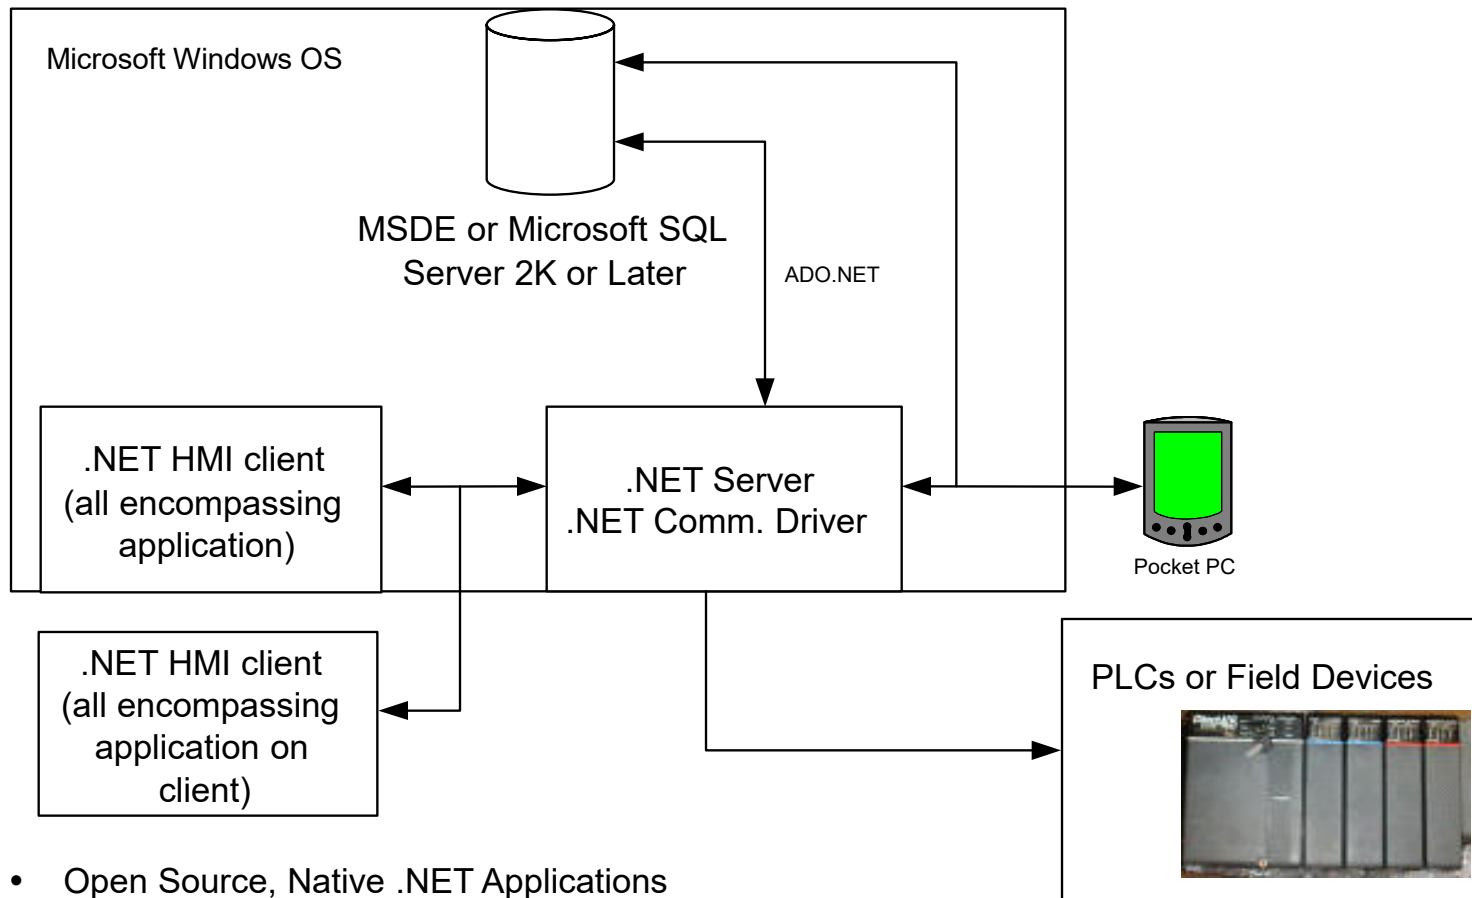 Microsoft Windows OS
MSDE or Microsoft SQL
Server 2K or Later
ADO.NET
.NET HMI client
(all encompassing
application)
.NET Server
.NET Comm. Driver
Pocket PC
.NET HMI client
(all encompassing
application on
client)
PLCs or Field Devices
• Open Source, Native .NET Applications